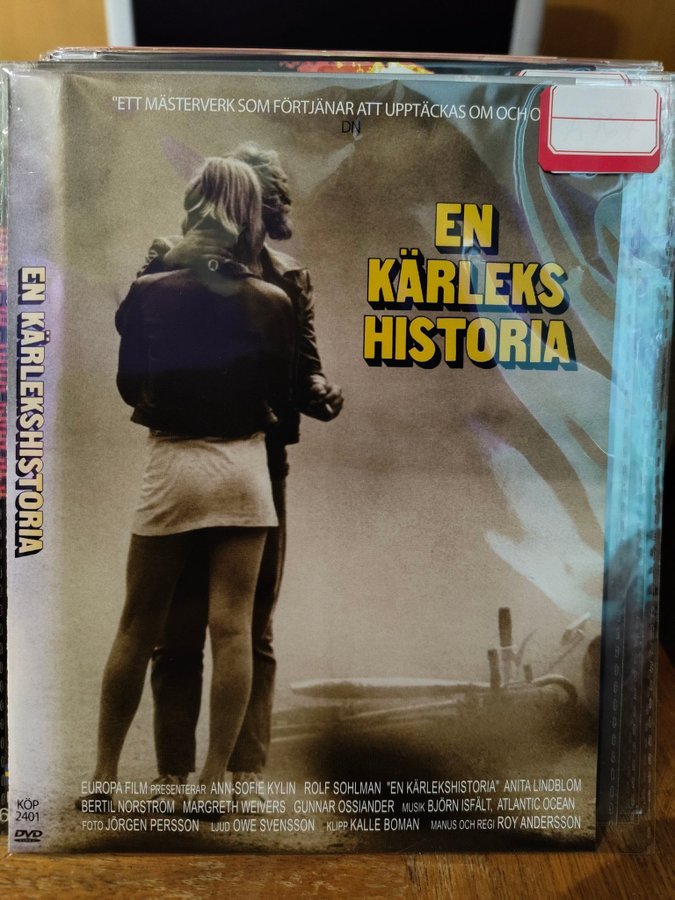 "ETT MÄSTERVERK SOM FÖRTJÄNAR ATT UPPTÄCKAS OM OCH O
DN
EN
KÄRLEKS
HISTORIA
EN KÄRLEKSHISTORIA
EUROPA FILM PRESENTERAR ANN-SOFIE KYLIN ROLF SOHLMAN "EN KÄRLEKSHISTORIA" ANITA LINDBLOM
BERTIL NORSTRÖM MARGRETH WEIVERS GUNNAR OSSIANDER MUSIK BJÖRN ISFÄLT, ATLANTIC OCEAN
FOTO JÖRGEN PERSSON LJUD OWE SVENSSON KLIPP KALLE BOMAN MANUS OCH REGI ROY ANDERSSON
KÖP
2401
DVD